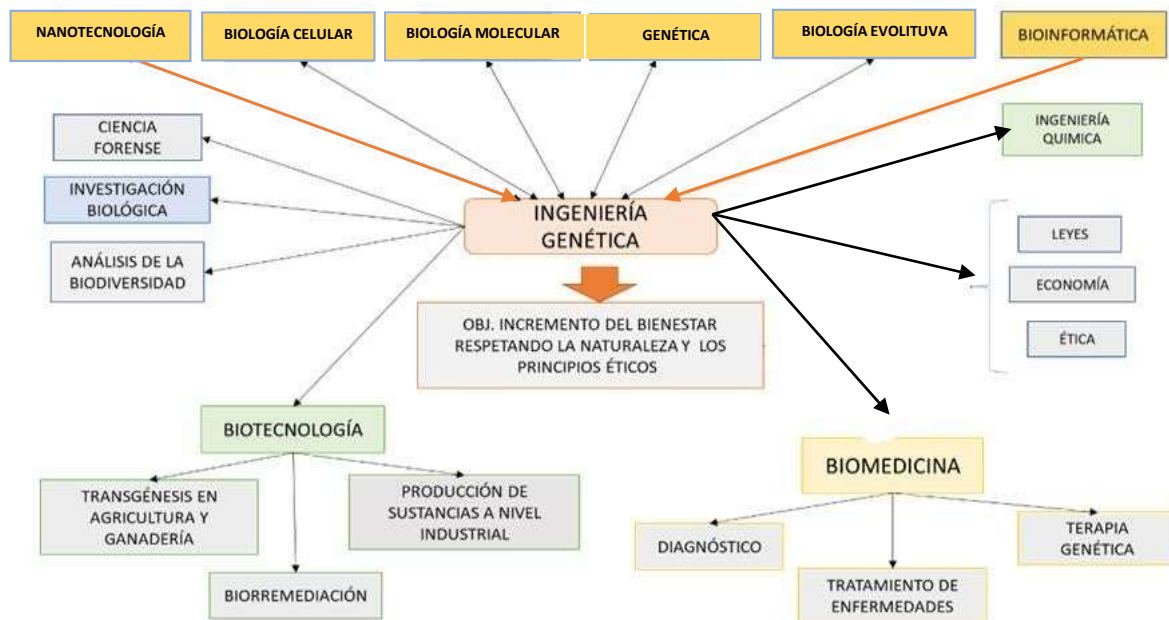 NANOTECNOLOGÍA
BIOLOGÍA CELULAR
BIOLOGÍA MOLECULAR
GENÉTICA
BIOLOGÍA EVOLITUVA
BIOINFORMÁTICA
CIENCIA
FORENSE
INGENIERÍA
QUIMICA
INVESTIGACIÓN
BIOLÓGICA
INGENIERÍA
GENÉTICA
LEYES
ANÁLISIS DE LA
BIODIVERSIDAD
ECONOMÍA
OBJ. INCREMENTO DEL BIENESTAR
RESPETANDO LA NATURALEZA Y LOS
PRINCIPIOS ÉTICOS
ÉTICA
BIOTECNOLOGÍA
BIOMEDICINA
TRANSGÉNESIS EN
AGRICULTURA Y
GANADERÍA
PRODUCCIÓN DE
SUSTANCIAS A NIVEL
INDUSTRIAL
BIORREMEDIACIÓN
DIAGNÓSTICO
TERAPIA
GENÉTICA
TRATAMIENTO DE
ENFERMEDADES